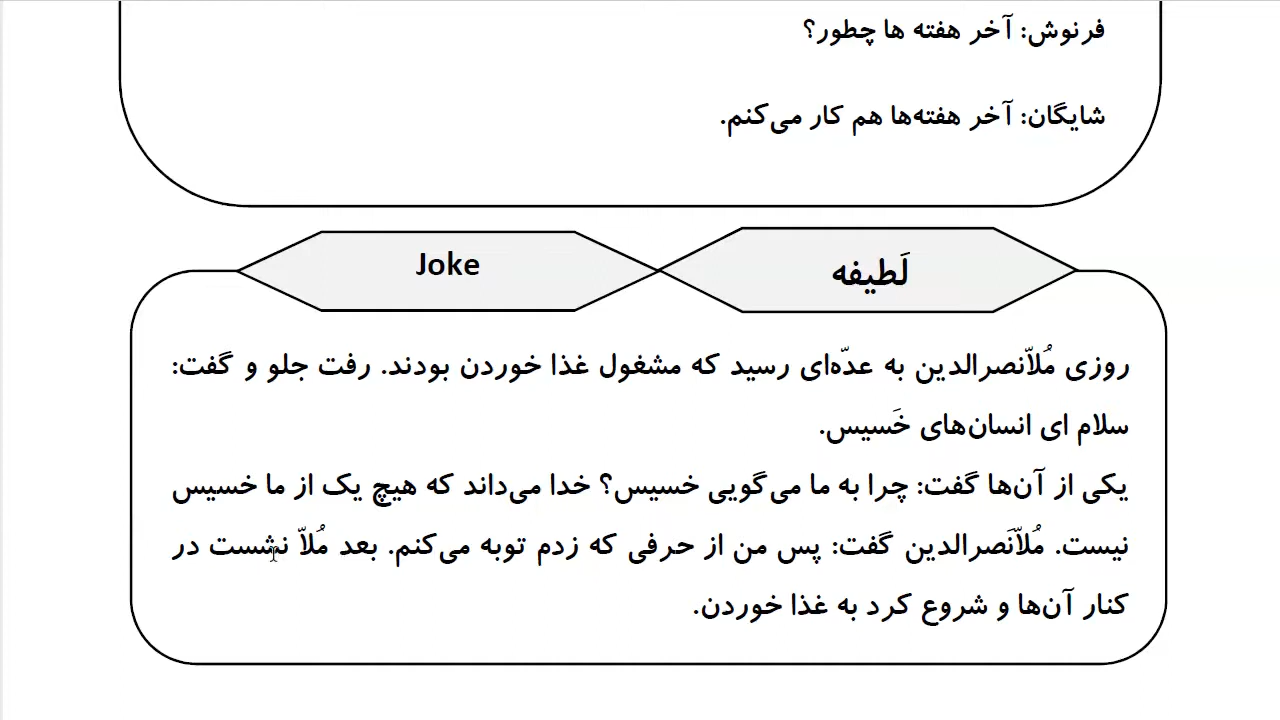 فرنوش: آخر هفته ها چطور؟
شایگان: آخر هفته‌ها هم کار می‌کنم.
لَطیفه
Joke
روزی مُلاّنصرالدین به عدّه‌ای رسید که مشغول غذا خوردن بودند. رفت جلو و گفت:
سلام ای انسان‌های خَسیس.
یکی از آن‌ها گفت: چرا به ما می‌گویی خسیس؟ خدا می‌داند که هیچ یک از ما خسیس
نیست. مُلاّنَصرالدین گفت: پس من از حرفی که زدم توبه می‌کنم. بعد مُلاّ نشست در
کنار آن‌ها و شروع کرد به غذا خوردن.